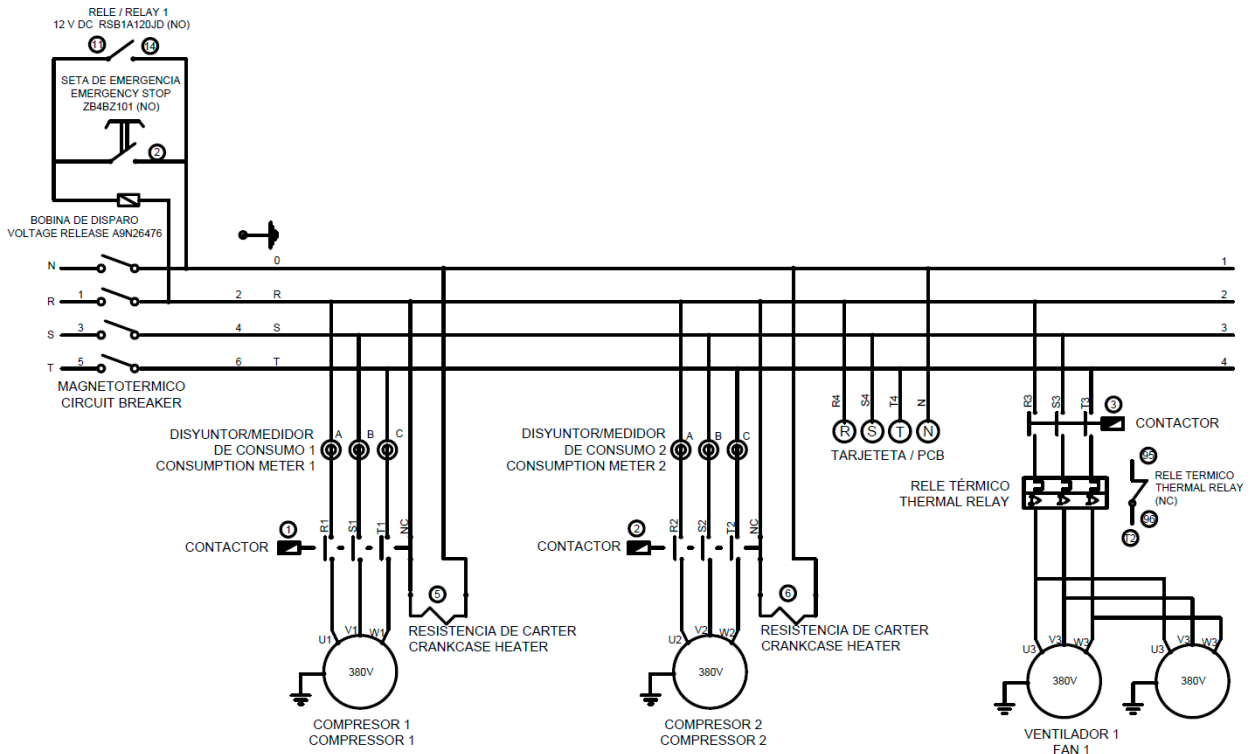 RELE / RELAY 1
12 V DC RSB1A120JD (NO)
11
14
SETA DE EMERGENCIA
EMERGENCY STOP
ZB4BZ101 (NO)
2
BOBINA DE DISPARO
VOLTAGE RELEASE A9N26476
N
0
1
R
1
2
R
2
S
3
4
S
3
T
5
6
T
4
MAGNETOTERMICO
CIRCUIT BREAKER
DISYUNTOR/MEDIDOR
DE CONSUMO 1
CONSUMPTION METER 1
A
B
C
CONTACTOR
1
R1
S1
T1
NC
5
RESISTENCIA DE CARTER
CRANKCASE HEATER
U1
V1
W1
380V
COMPRESOR 1
COMPRESSOR 1
DISYUNTOR/MEDIDOR
DE CONSUMO 2
CONSUMPTION METER 2
A
B
C
CONTACTOR
2
R2
S2
T2
NC
6
RESISTENCIA DE CARTER
CRANKCASE HEATER
U2
V2
W2
380V
COMPRESOR 2
COMPRESSOR 2
R4
S4
T4
N
R
S
T
N
TARJETETA / PCB
R3
S3
T3
3
CONTACTOR
RELE TÉRMICO
THERMAL RELAY
95
RELE TERMICO
THERMAL RELAY
(NC)
96
T2
U3
V3
W3
380V
U3
V3
W3
380V
VENTILADOR 1
FAN 1